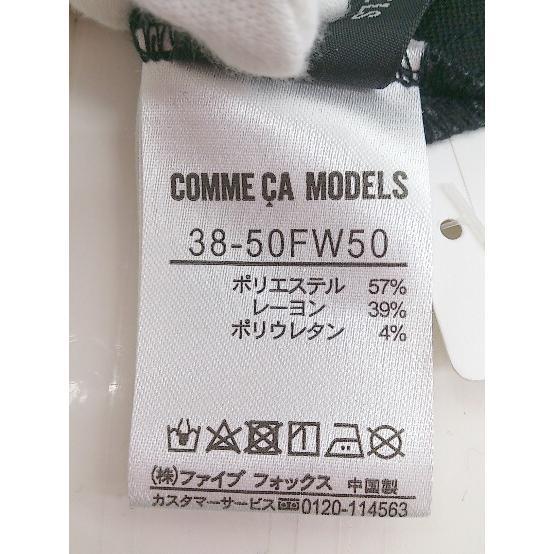 COMME ÇA MODELS
38-50FW50
ポリエステル 57%
レーヨン 39%
ポリウレタン 4%
(株)ファイブ フォックス 中国製
カスタマーサービス 0120-114563